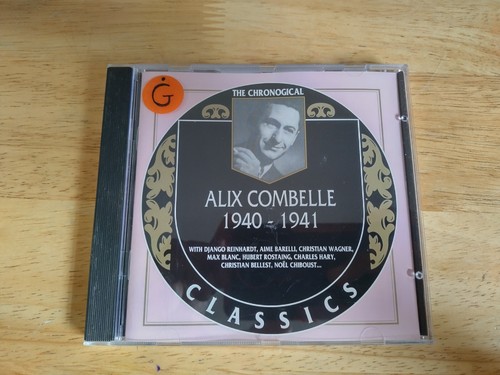 Ġ
THE CHRONOGICAL
ALIX COMBELLE
1940 - 1941
WITH DJANGO REINHARDT, AIME BARELLI, CHRISTIAN WAGNER,
MAX BLANC, HUBERT ROSTAING, CHARLES HARY,
CHRISTIAN BELLEST, NOËL CHIBOUST...
CLASSICS